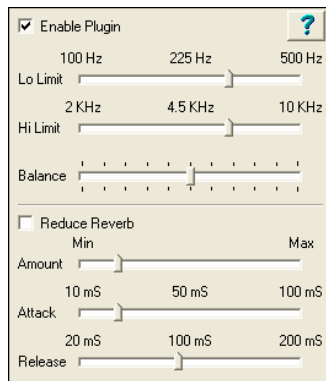 Enable Plugin ?
100 Hz 225 Hz 500 Hz
Lo Limit
2 KHz 4.5 KHz 10 KHz
Hi Limit
Balance
Reduce Reverb
Min Max
Amount
10 mS 50 mS 100 mS
Attack
20 mS 100 mS 200 mS
Release